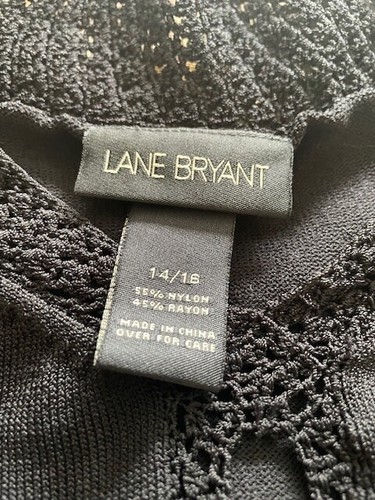 LANE BRYANT
14/16
55% NYLON
45% RAYON
MADE IN CHINA
OVER FOR CARE